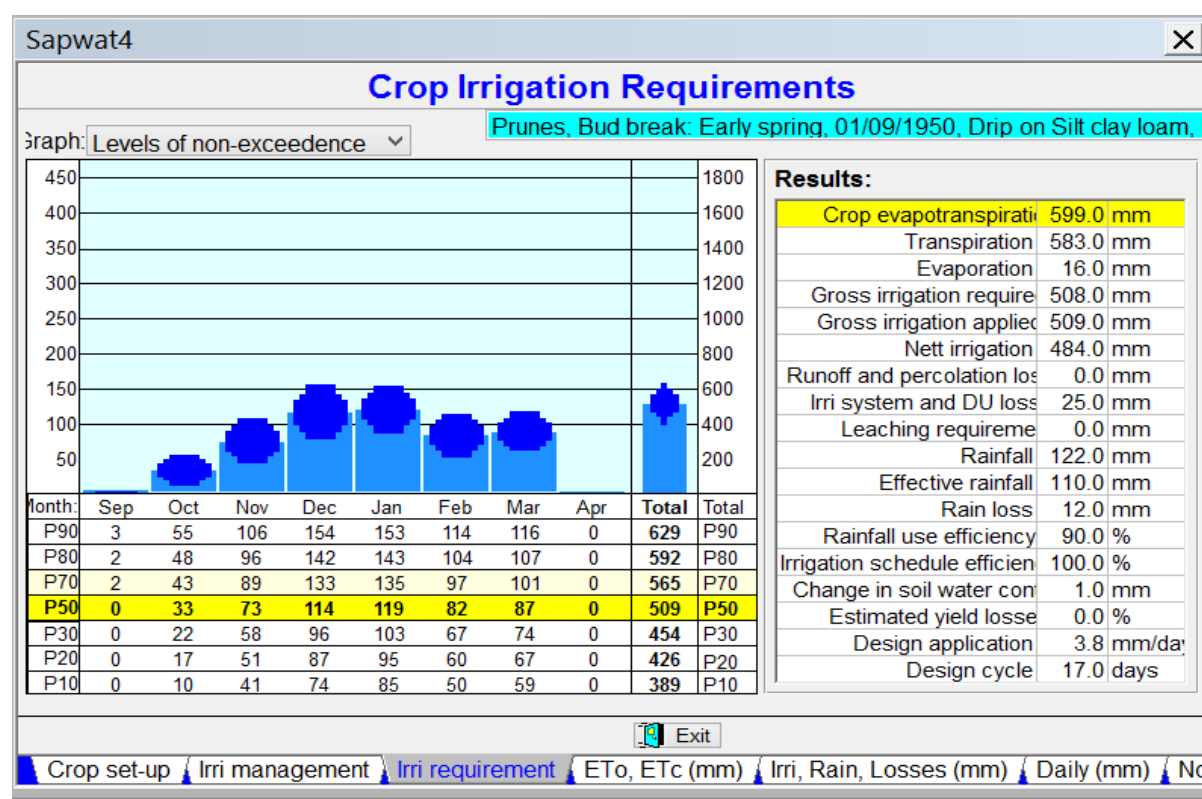 Sapwat4
Crop Irrigation Requirements
Prunes, Bud break: Early spring, 01/09/1950, Drip on Silt clay loam,
Graph: Levels of non-exceedence
450 1800
400 1600
350 1400
300 1200
250 1000
200 800
150 600
100 400
50 200
Month: Sep Oct Nov Dec Jan Feb Mar Apr Total Total
P90 3 55 106 154 153 114 116 0 629 P90
P80 2 48 96 142 143 104 107 0 592 P80
P70 2 43 89 133 135 97 101 0 565 P70
P50 0 33 73 114 119 82 87 0 509 P50
P30 0 22 58 96 103 67 74 0 454 P30
P20 0 17 51 87 95 60 67 0 426 P20
P10 0 10 41 74 85 50 59 0 389 P10
Results:
Crop evapotranspirati 599.0 mm
Transpiration 583.0 mm
Evaporation 16.0 mm
Gross irrigation require 508.0 mm
Gross irrigation applied 509.0 mm
Nett irrigation 484.0 mm
Runoff and percolation los 0.0 mm
Irri system and DU loss 25.0 mm
Leaching requireme 0.0 mm
Rainfall 122.0 mm
Effective rainfall 110.0 mm
Rain loss 12.0 mm
Rainfall use efficiency 90.0 %
Irrigation schedule efficien 100.0 %
Change in soil water con 1.0 mm
Estimated yield losse 0.0 %
Design application 3.8 mm/day
Design cycle 17.0 days
Exit
Crop set-up Irri management Irri requirement ETo, ETc (mm) Irri, Rain, Losses (mm) Daily (mm) No